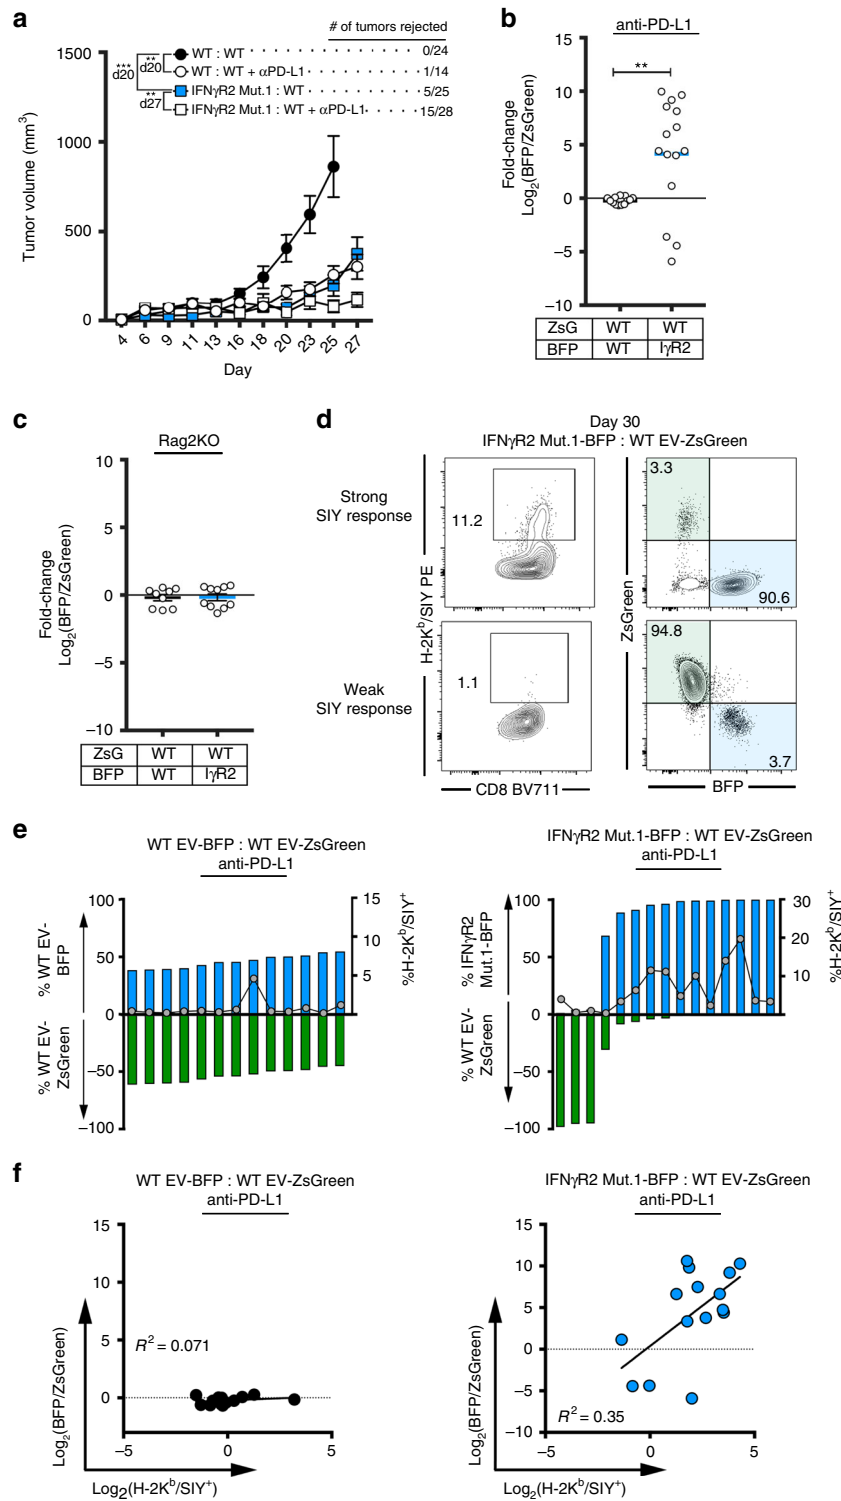 a
# of tumors rejected
WT : WT 0/24
WT : WT + αPD-L1 1/14
IFNγR2 Mut.1 : WT 5/25
IFNγR2 Mut.1 : WT + αPD-L1 15/28
***
d20
**
d20
**
d27
Tumor volume (mm3)
1500
1000
500
0
4 6 9 11 13 16 18 20 23 25 27
Day
b
anti-PD-L1
**
Fold-change
Log2(BFP/ZsGreen)
15
10
5
0
−5
−10
ZsG WT WT
BFP WT IγR2
c
Rag2KO
Fold-change
Log2(BFP/ZsGreen)
10
5
0
−5
−10
ZsG WT WT
BFP WT IγR2
d
Day 30
IFNγR2 Mut.1-BFP : WT EV-ZsGreen
Strong
SIY response
11.2
3.3
90.6
Weak
SIY response
1.1
94.8
3.7
H-2Kb/SIY PE
CD8 BV711
ZsGreen
BFP
e
WT EV-BFP : WT EV-ZsGreen
anti-PD-L1
% WT EV-
BFP
% WT EV-
ZsGreen
100
50
0
−50
−100
15
10
5
%H-2Kb/SIY+
IFNγR2 Mut.1-BFP : WT EV-ZsGreen
anti-PD-L1
% IFNγR2
Mut.1-BFP
% WT EV-
ZsGreen
100
50
0
−50
−100
30
20
10
%H-2Kb/SIY+
f
WT EV-BFP : WT EV-ZsGreen
anti-PD-L1
Log2(BFP/ZsGreen)
15
10
5
0
R2 = 0.071
−5 0 5
Log2(H-2Kb/SIY+)
IFNγR2 Mut.1-BFP : WT EV-ZsGreen
anti-PD-L1
Log2(BFP/ZsGreen)
15
10
5
0
−5
−10
R2 = 0.35
−5 0 5
Log2(H-2Kb/SIY+)